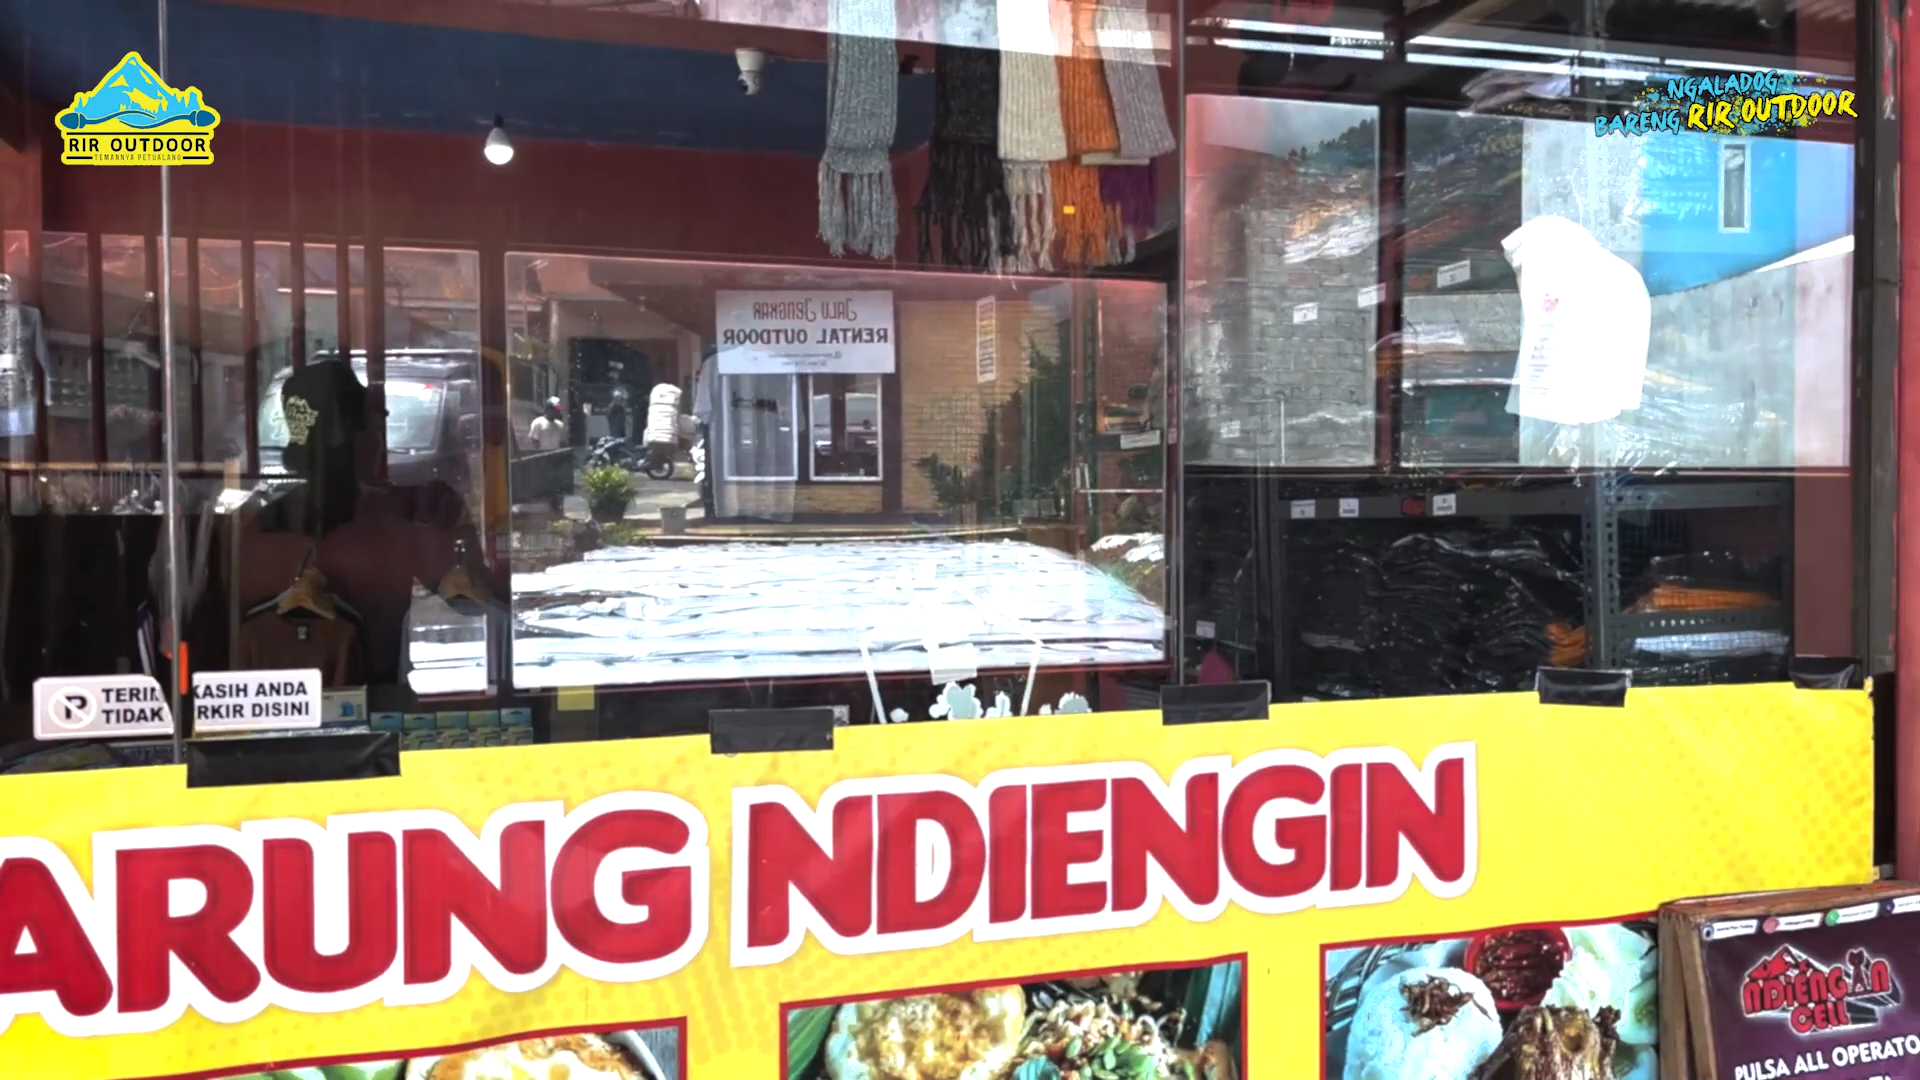 RIR OUTDOOR
TEMANNYA PETUALANG
NGALADOG
BARENG RIR OUTDOOR
JALU JENGKAR
RENTAL OUTDOOR
TERIM KASIH ANDA
TIDAK RKIR DISINI
ARUNG NDIENGIN
NDIENGAN
CELL
PULSA ALL OPERATO